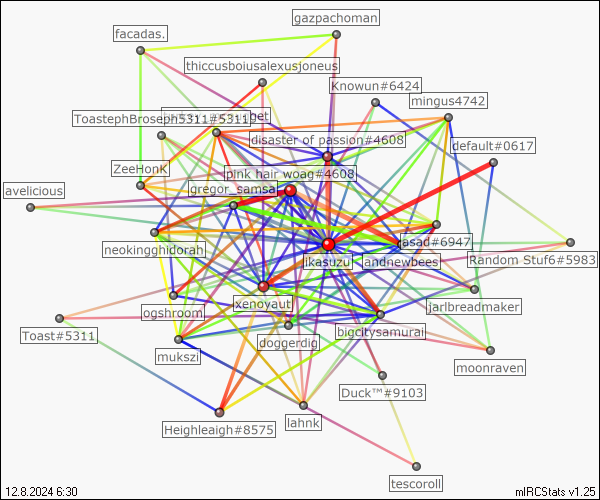 gazpachoman
facadas.
thiccusboiusalexusjoneus
Knowun#6424
mingus4742
ToastephBroseph5311#5311
get
disaster of passion#4608
default#0617
ZeeHonK
pink hair woag#4608
gregor_samsa
avelicious
asad#6947
neokingghidorah
ikasuzu
andnewbees
Random Stuf6#5983
xenoyaut
jarlbreadmaker
ogshroom
bigcitysamurai
Toast#5311
doggerdig
mukszi
moonraven
Duck™#9103
lahnk
Heighleaigh#8575
tescoroll
12.8.2024 6:30
mIRCStats v1.25